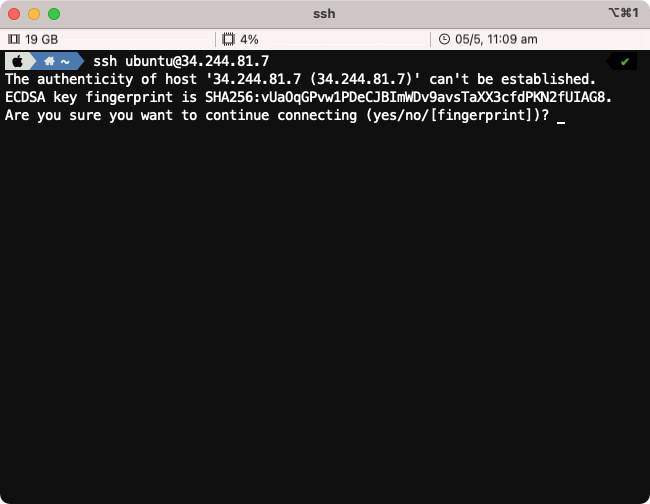 ssh
⌥⌘1
19 GB
4%
05/5, 11:09 am
~ ssh ubuntu@34.244.81.7 ✔
The authenticity of host '34.244.81.7 (34.244.81.7)' can't be established.
ECDSA key fingerprint is SHA256:vUaOqGPvw1PDeCJBImWDv9avsTaXX3cfdPKN2fUIAG8.
Are you sure you want to continue connecting (yes/no/[fingerprint])? _